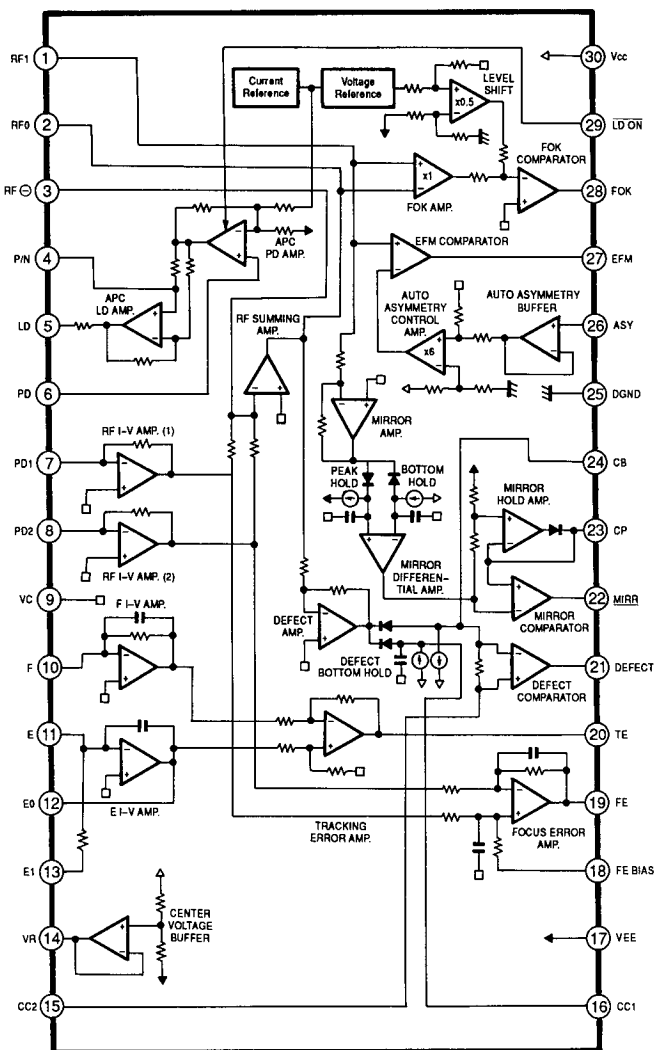 RF1 1
RF0 2
RF ⊖ 3
P/N 4
LD 5
PD 6
PD1 7
PD2 8
VC 9
F 10
E 11
E0 12
E1 13
VR 14
CC2 15
30 Vcc
29 LD ON
28 FOK
27 EFM
26 ASY
25 DGND
24 CB
23 CP
22 MIRR
21 DEFECT
20 TE
19 FE
18 FE BIAS
17 VEE
16 CC1
Current
Reference
Voltage
Reference
LEVEL
SHIFT
x0.5
+
−
FOK
COMPARATOR
−
+
x1
+
−
FOK AMP.
APC
PD AMP.
−
+
EFM COMPARATOR
+
−
APC
LD AMP.
+
−
RF SUMMING
AMP.
−
+
AUTO
ASYMMETRY
CONTROL
AMP.
x6
+
−
AUTO ASYMMETRY
BUFFER
+
−
MIRROR
AMP.
−
+
RF I-V AMP. (1)
−
+
RF I-V AMP. (2)
−
+
PEAK
HOLD
BOTTOM
HOLD
+
−
MIRROR
DIFFEREN-
TIAL AMP.
MIRROR
HOLD AMP.
+
−
+
−
MIRROR
COMPARATOR
F I-V AMP.
−
+
DEFECT
AMP.
−
+
DEFECT
BOTTOM HOLD
−
+
DEFECT
COMPARATOR
−
+
E I-V AMP.
−
+
TRACKING
ERROR AMP.
−
+
FOCUS ERROR
AMP.
CENTER
VOLTAGE
BUFFER
+
−